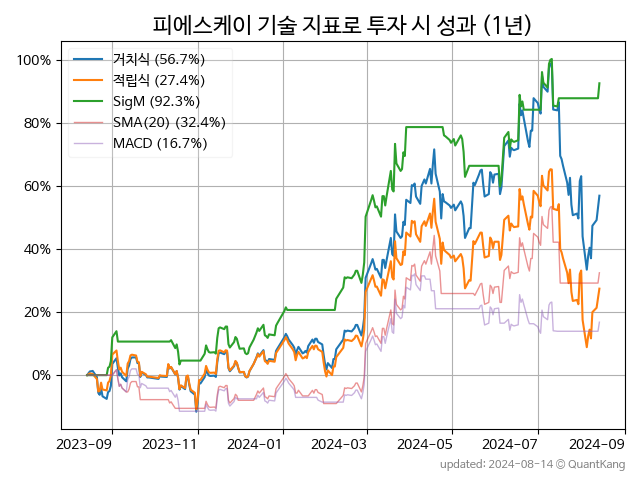 피에스케이 기술 지표로 투자 시 성과 (1년)
100%
80%
60%
40%
20%
0%
거치식 (56.7%)
적립식 (27.4%)
SigM (92.3%)
SMA(20) (32.4%)
MACD (16.7%)
2023-09 2023-11 2024-01 2024-03 2024-05 2024-07 2024-09
updated: 2024-08-14 © QuantKang